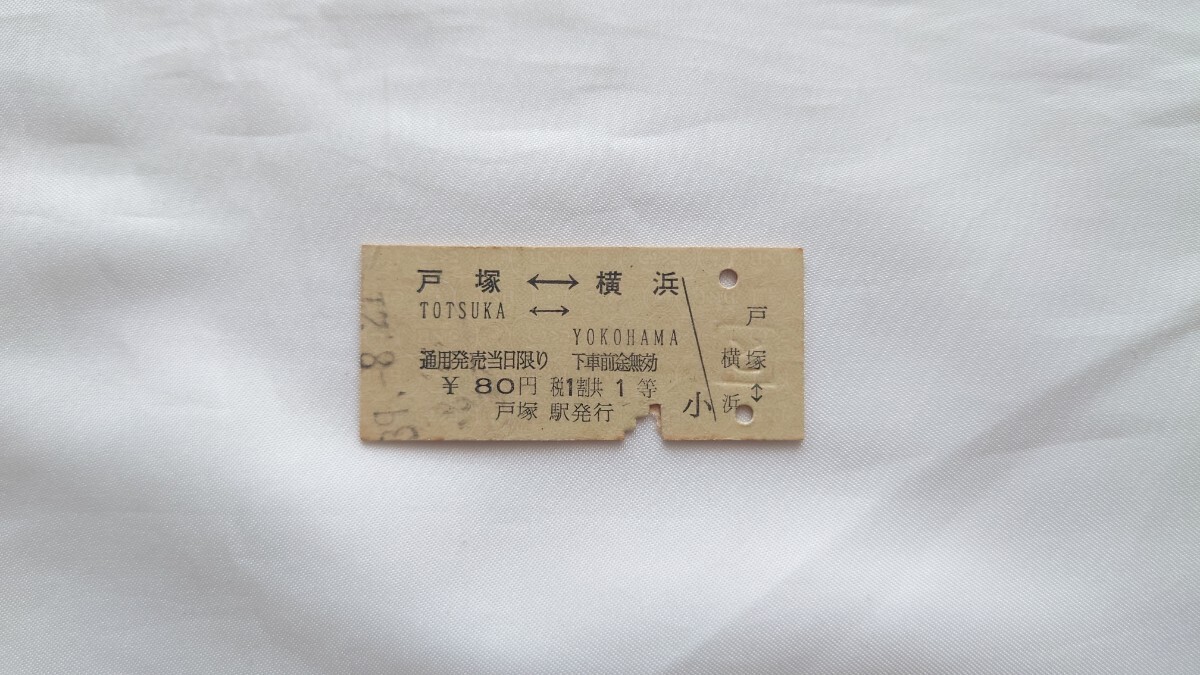 戸塚 ↔ 横浜
TOTSUKA ↔
YOKOHAMA
通用発売当日限り 下車前途無効
¥ 80円 税1割共 1等
戸塚 駅発行
小
戸塚
↕
横浜